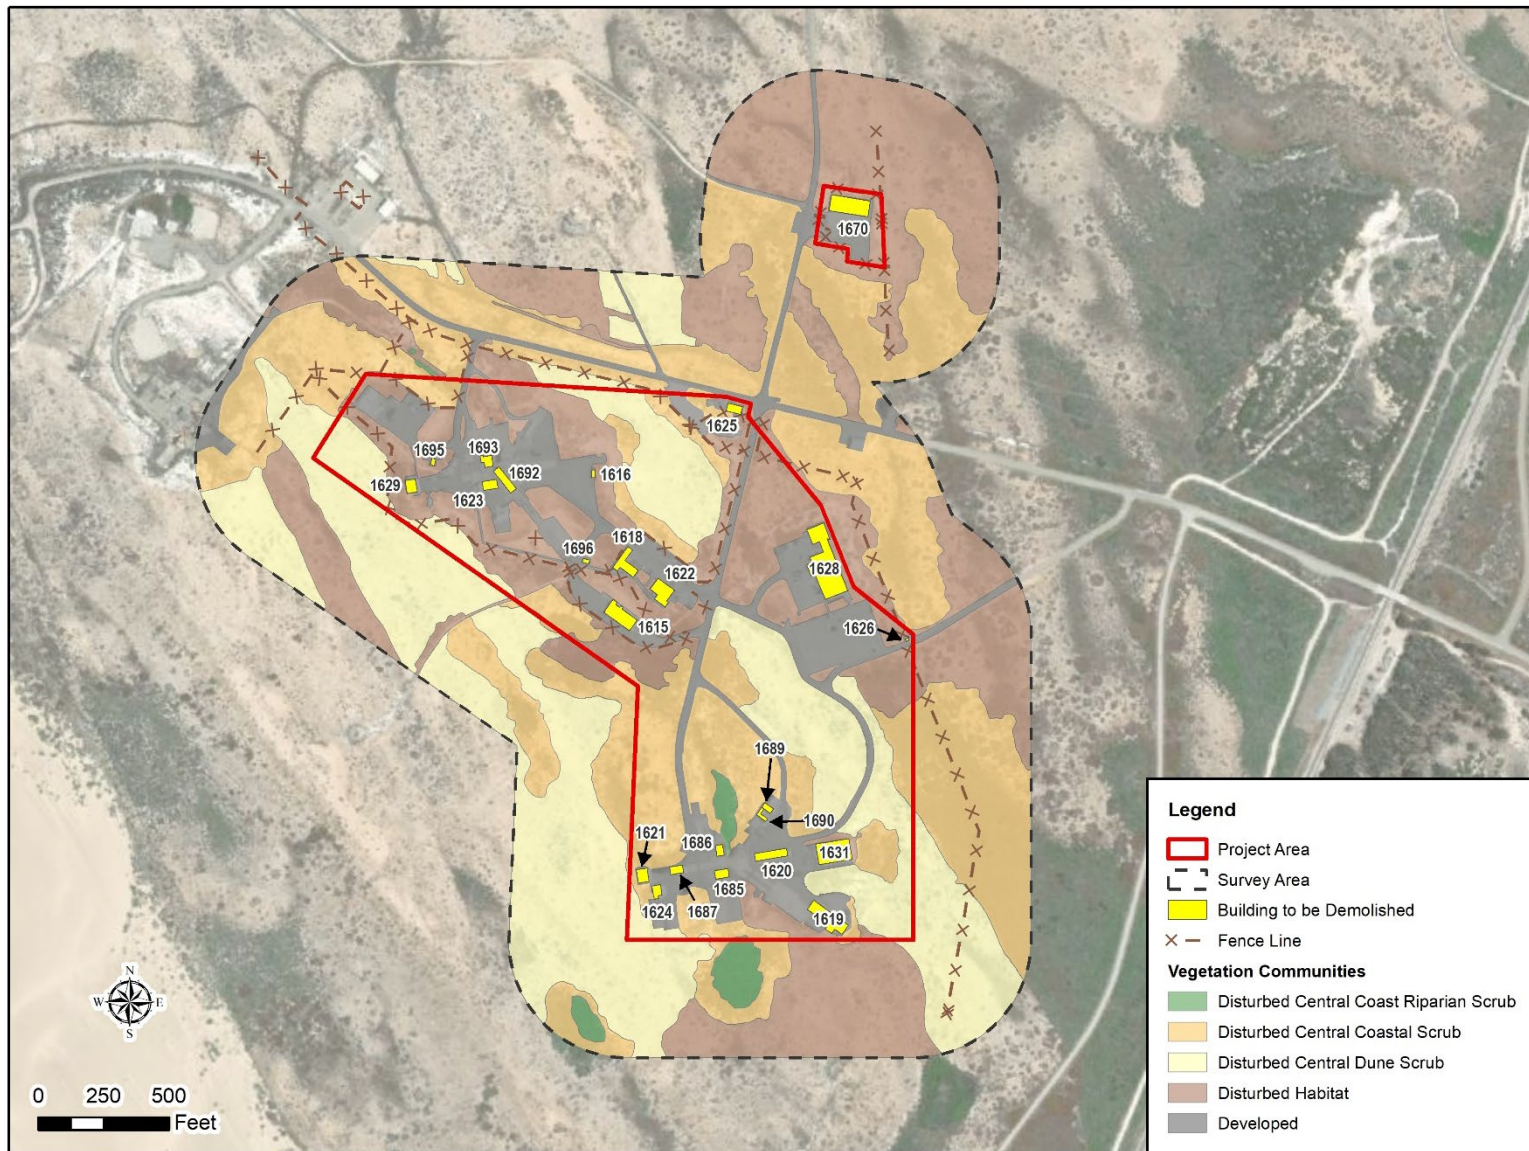 1670
1625
1695
1693
1692
1616
1629
1623
1618
1696
1622
1628
1615
1626
1689
1690
1621
1686
1631
1620
1685
1624
1687
1619
N
W E
S
0 250 500
Feet
Legend
Project Area
Survey Area
Building to be Demolished
Fence Line
Vegetation Communities
Disturbed Central Coast Riparian Scrub
Disturbed Central Coastal Scrub
Disturbed Central Dune Scrub
Disturbed Habitat
Developed